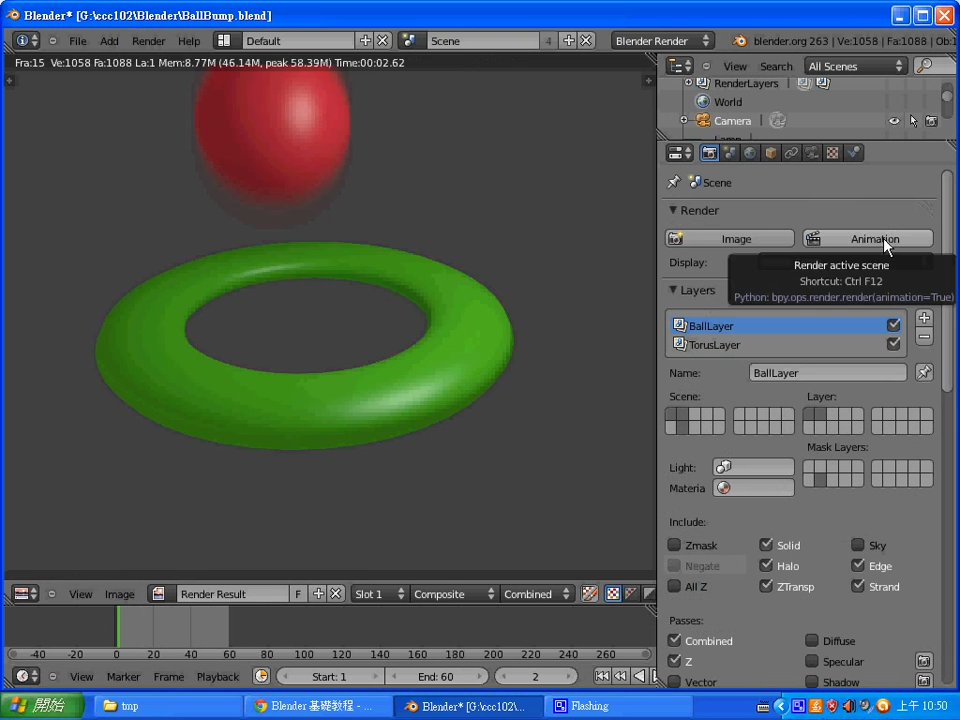 Blender* [G:\ccc102\Blender\BallBump.blend]
File Add Render Help Default Scene 4 Blender Render blender.org 263 | Ve:1058 | Fa:1088 | Ob:1
Fra:15 Ve:1058 Fa:1088 La:1 Mem:8.77M (46.14M, peak 58.39M) Time:00:02.62
View Search All Scenes
RenderLayers
World
Camera
Scene
Render
Image Animation
Display:
Render active scene
Shortcut: Ctrl F12
Python: bpy.ops.render.render(animation=True)
Layers
BallLayer
TorusLayer
Name: BallLayer
Scene: Layer:
Mask Layers:
Light:
Materia
Include:
Zmask Solid Sky
Negate Halo Edge
All Z ZTransp Strand
Passes:
Combined Diffuse
Z Specular
Vector Shadow
View Image Render Result F Slot 1 Composite Combined
-40 -20 0 20 40 60 80 100 120 140 160 180 200 220 240 260
View Marker Frame Playback Start: 1 End: 60 2
開始 tmp Blender 基礎教程 - ... Blender* [G:\ccc102\... Flashing 上午 10:50